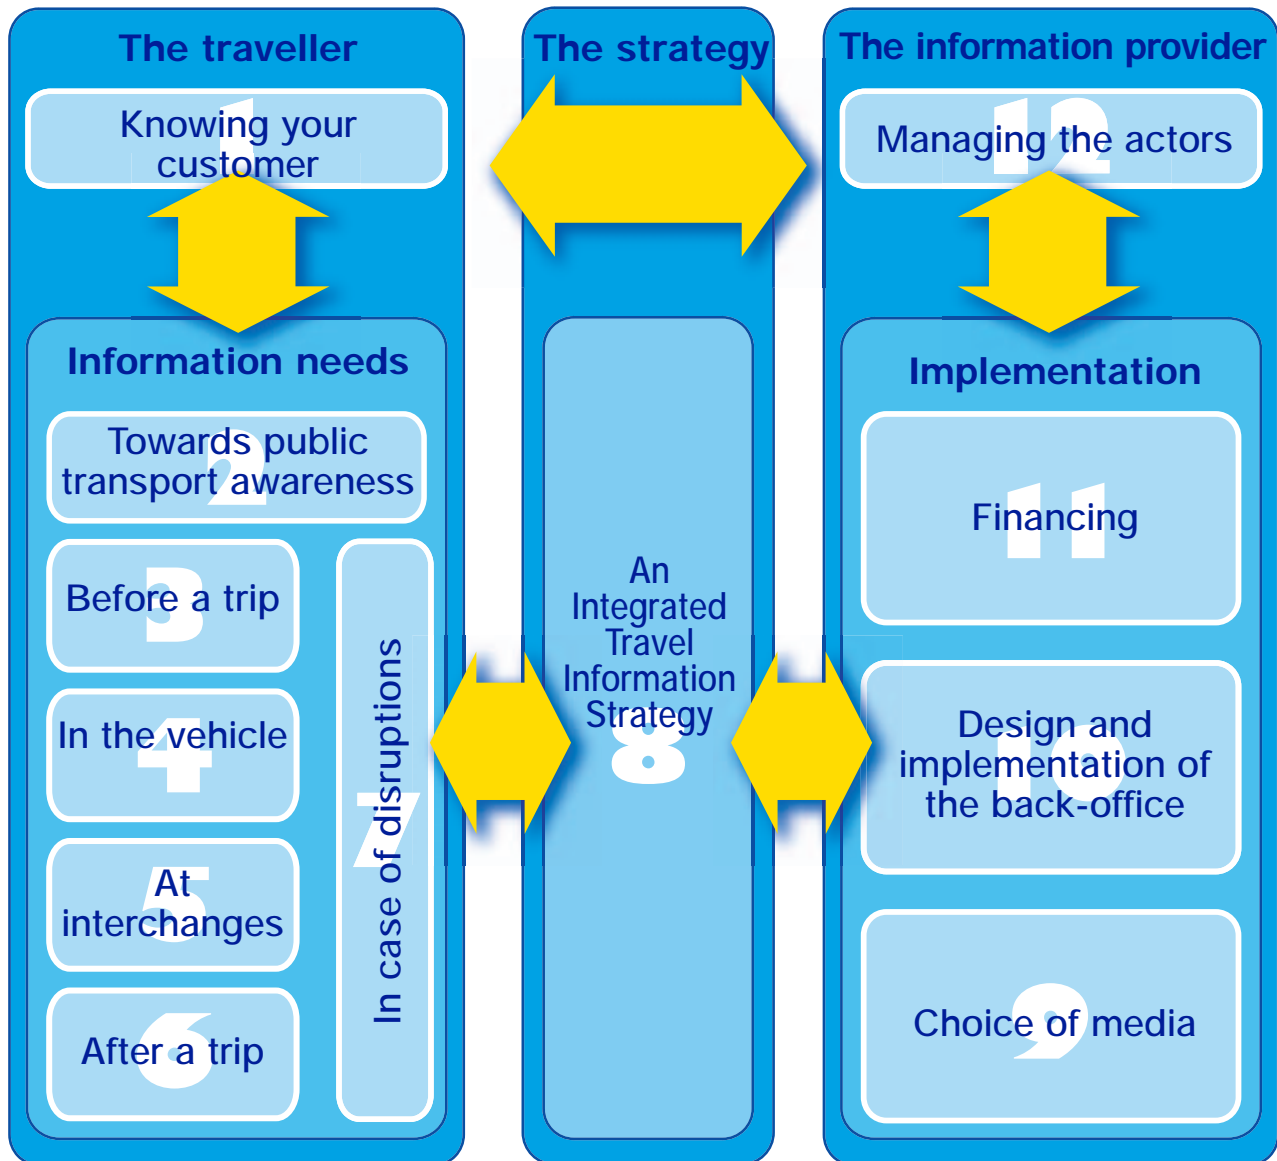 The traveller
1
Knowing your
customer
Information needs
2
Towards public
transport awareness
3
Before a trip
4
In the vehicle
5
At
interchanges
6
After a trip
7
In case of disruptions
The strategy
8
An
Integrated
Travel
Information
Strategy
The information provider
12
Managing the actors
Implementation
11
Financing
10
Design and
implementation of
the back-office
9
Choice of media